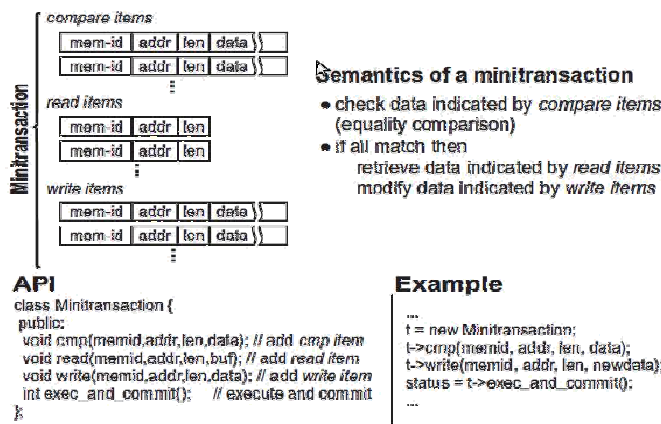 compare items
mem-id addr len data
mem-id addr len data
read items
mem-id addr len
mem-id addr len
write items
mem-id addr len data
mem-id addr len data
Minitransaction
Semantics of a minitransaction
• check data indicated by compare items
(equality comparison)
• if all match then
retrieve data indicated by read items
modify data indicated by write items
API
class Minitransaction {
public:
void cmp(memid,addr,len,data); // add cmp item
void read(memid,addr,len,buf); // add read item
void write(memid,addr,len,data); // add write item
int exec_and_commit(); // execute and commit
};
Example
...
t = new Minitransaction;
t->cmp(memid, addr, len, data);
t->write(memid, addr, len, newdata);
status = t->exec_and_commit();
...